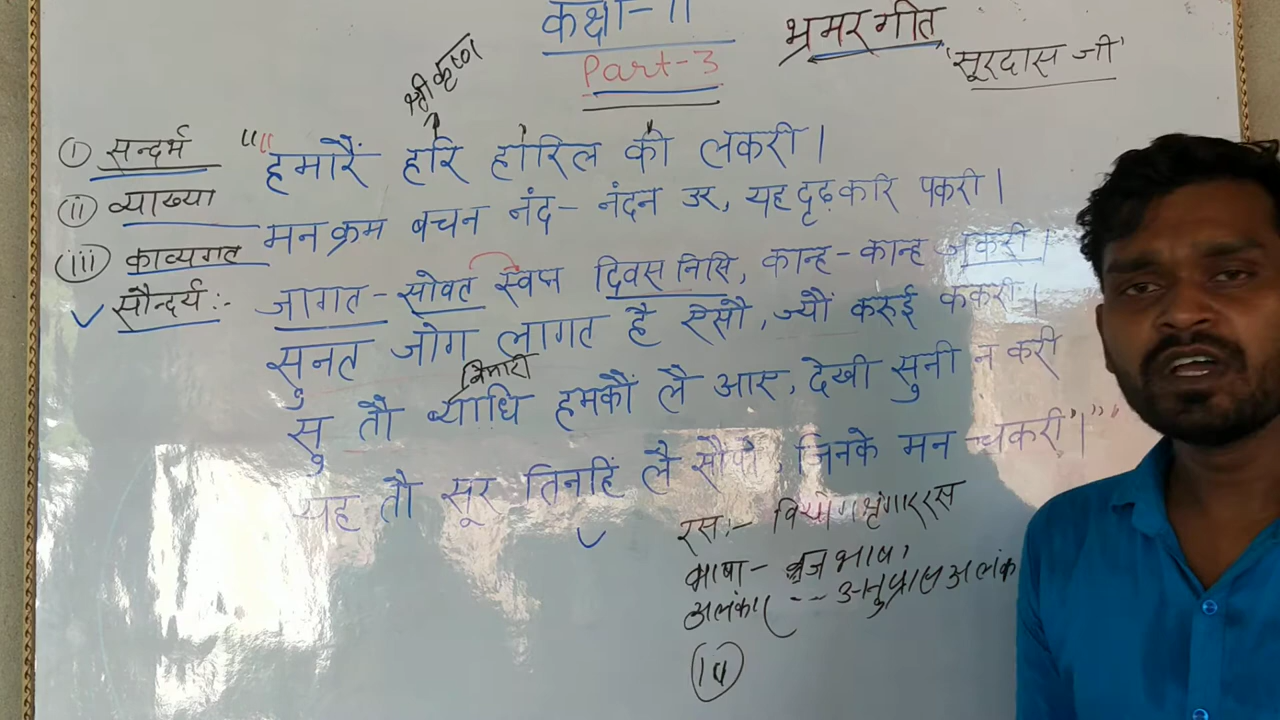 कक्षा-11
Part-3
भ्रमरगीत
'सूरदास जी'
श्री कृष्ण
(i) सन्दर्भ
(ii) व्याख्या
(iii) काव्यगत
सौन्दर्य:-
"हमारैं हरि हारिल की लकरी।
मन क्रम बचन नंद-नंदन उर, यह दृढ़ करि पकरी।
जागत-सोवत स्वप्न दिवस निसि, कान्ह-कान्ह जकरी।
सुनत जोग लागत है ऐसौ, ज्यौं करुई ककरी।
बिमारी
सु तौ ब्याधि हमकौं लै आए, देखी सुनी न करी
यह तौ सूर तिनहिं लै सौंपौ, जिनके मन चकरी।"
रस:- वियोग श्रृंगार रस
भाषा- ब्रज भाषा
अलंकार -- अनुप्रास अलंक